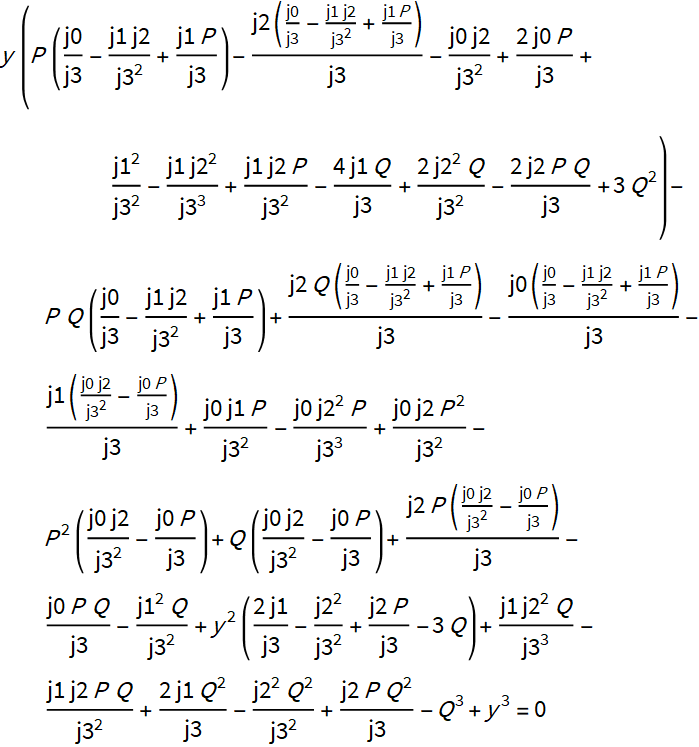 y (P (j0/j3 − j1 j2/j3² + j1 P/j3) − j2 (j0/j3 − j1 j2/j3² + j1 P/j3)/j3 − j0 j2/j3² + 2 j0 P/j3 +
j1²/j3² − j1 j2²/j3³ + j1 j2 P/j3² − 4 j1 Q/j3 + 2 j2² Q/j3² − 2 j2 P Q/j3 + 3 Q²) −
P Q (j0/j3 − j1 j2/j3² + j1 P/j3) + j2 Q (j0/j3 − j1 j2/j3² + j1 P/j3)/j3 − j0 (j0/j3 − j1 j2/j3² + j1 P/j3)/j3 −
j1 (j0 j2/j3² − j0 P/j3)/j3 + j0 j1 P/j3² − j0 j2² P/j3³ + j0 j2 P²/j3² −
P² (j0 j2/j3² − j0 P/j3) + Q (j0 j2/j3² − j0 P/j3) + j2 P (j0 j2/j3² − j0 P/j3)/j3 −
j0 P Q/j3 − j1² Q/j3² + y² (2 j1/j3 − j2²/j3² + j2 P/j3 − 3 Q) + j1 j2² Q/j3³ −
j1 j2 P Q/j3² + 2 j1 Q²/j3 − j2² Q²/j3² + j2 P Q²/j3 − Q³ + y³ = 0